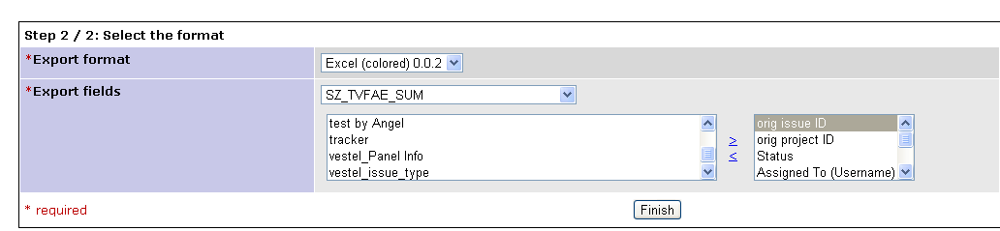 Step 2 / 2: Select the format
*Export format
Excel (colored) 0.0.2
*Export fields
SZ_TVFAE_SUM
test by Angel
tracker
vestel_Panel Info
vestel_issue_type
≥
≤
orig issue ID
orig project ID
Status
Assigned To (Username)
* required
Finish